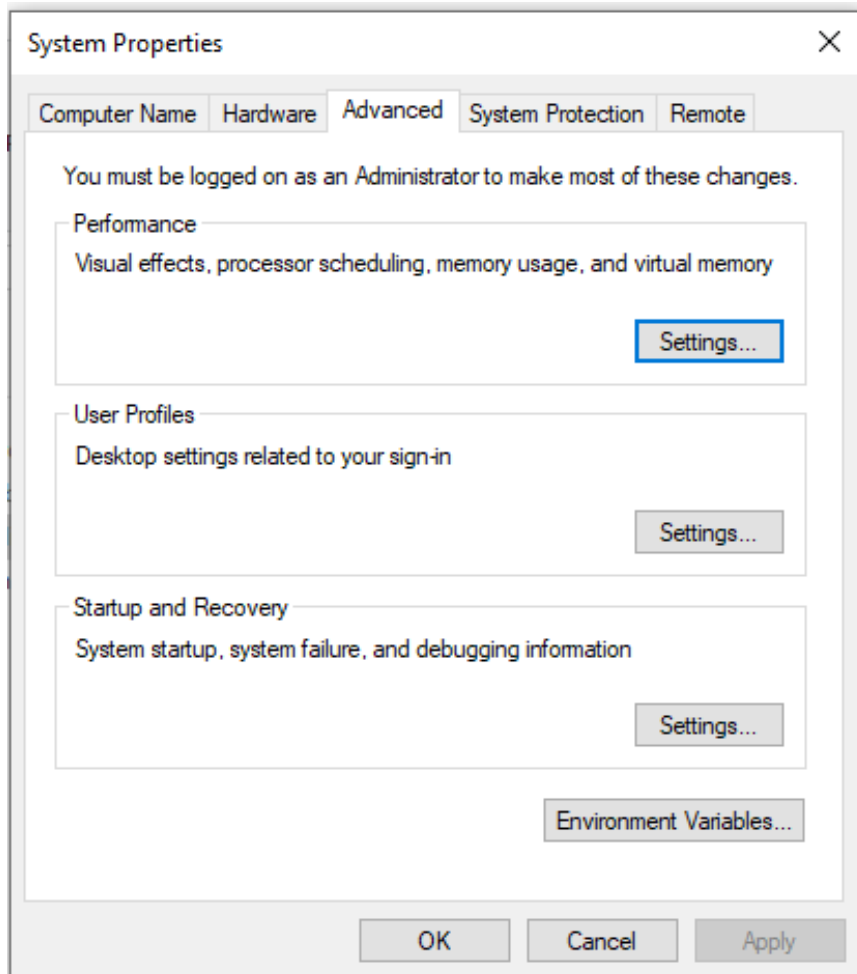 System Properties
Computer Name Hardware Advanced System Protection Remote
You must be logged on as an Administrator to make most of these changes.
Performance
Visual effects, processor scheduling, memory usage, and virtual memory
Settings...
User Profiles
Desktop settings related to your sign-in
Settings...
Startup and Recovery
System startup, system failure, and debugging information
Settings...
Environment Variables...
OK Cancel Apply